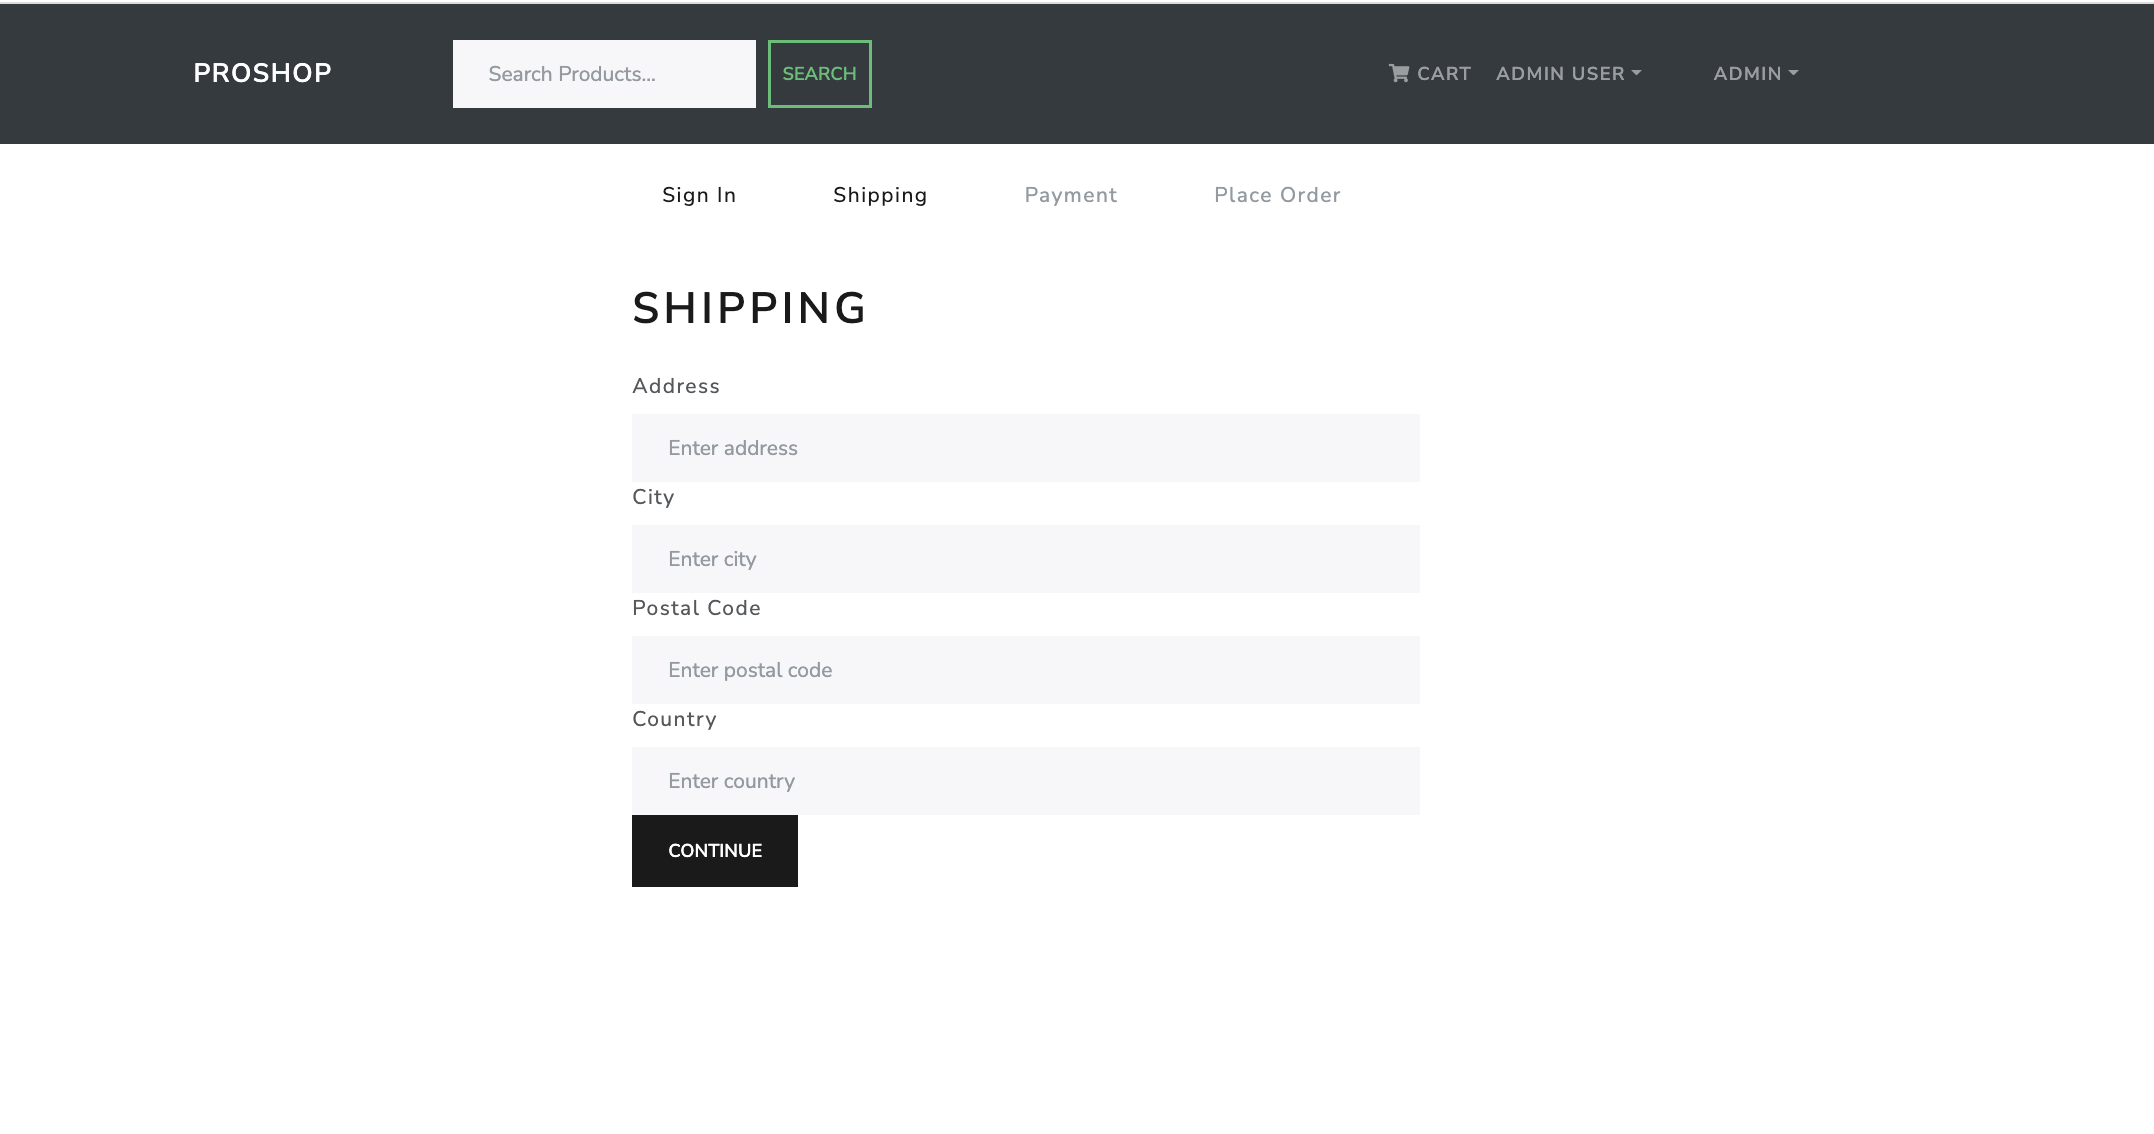 PROSHOP Search Products... SEARCH CART ADMIN USER ADMIN
Sign In Shipping Payment Place Order
SHIPPING
Address
Enter address
City
Enter city
Postal Code
Enter postal code
Country
Enter country
CONTINUE